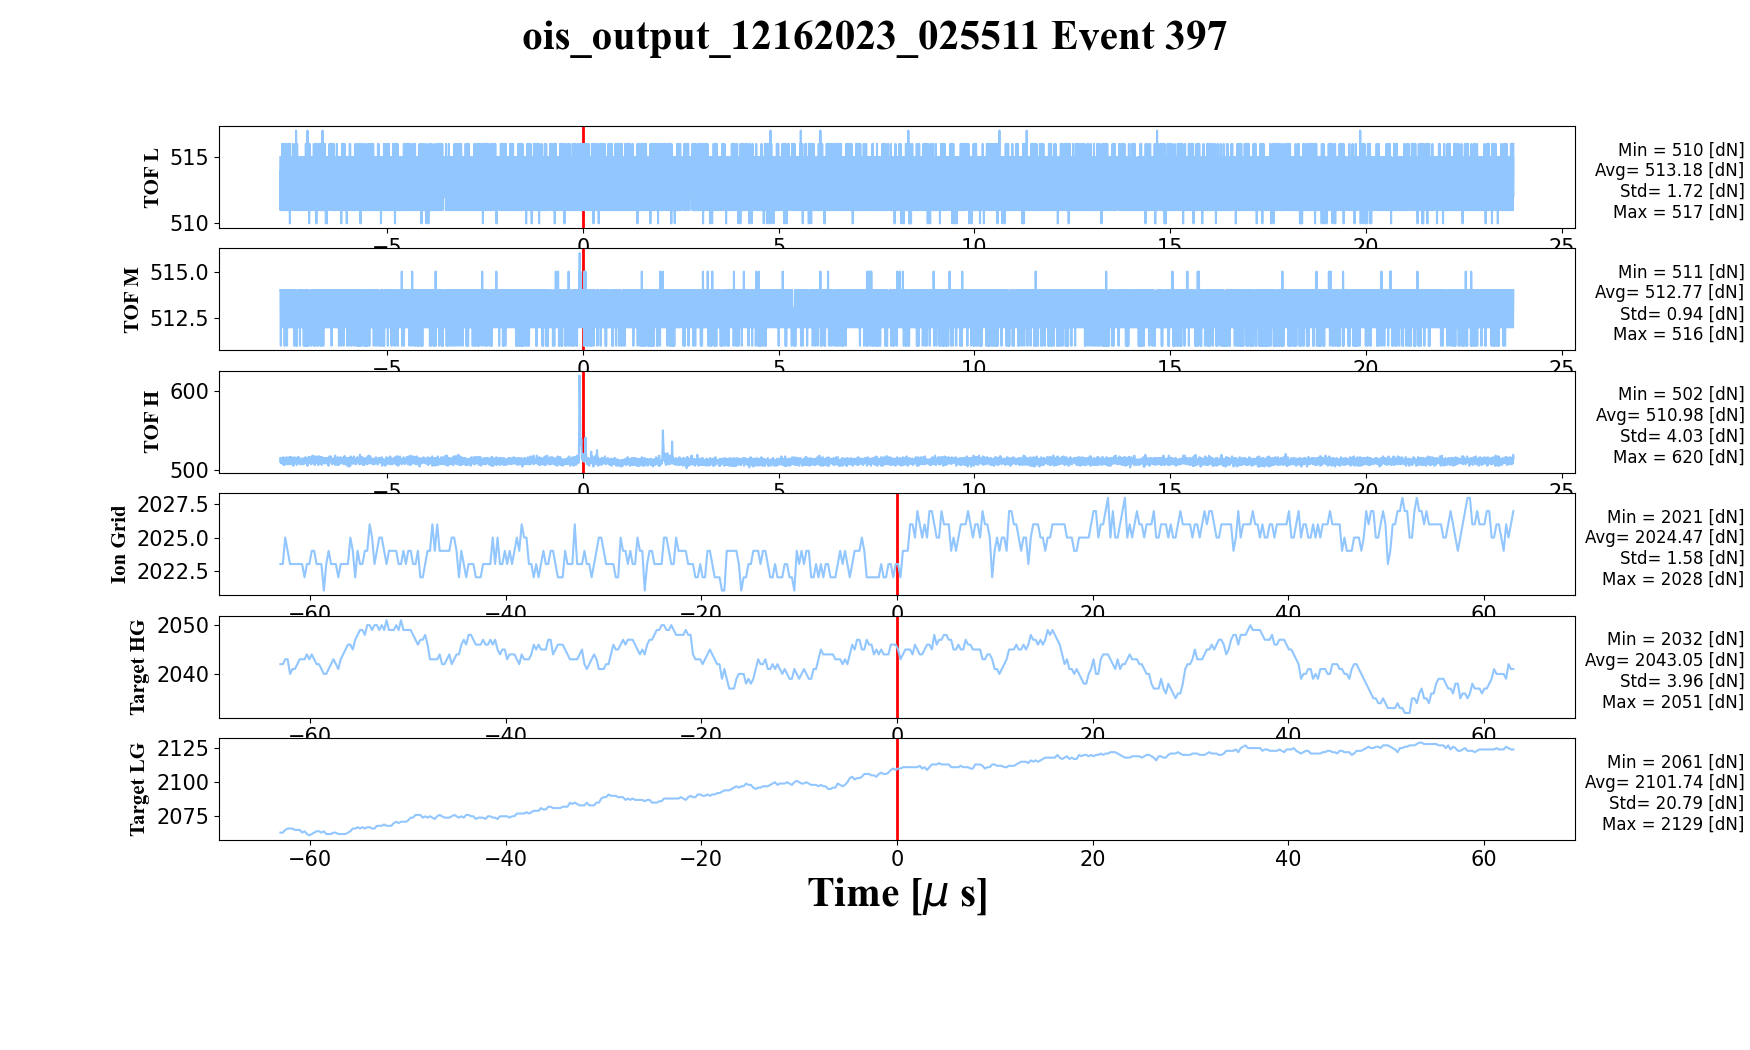 ois_output_12162023_025511 Event 397
TOF L
515
510
−5
0
5
10
15
20
25
Min = 510 [dN]
Avg= 513.18 [dN]
Std= 1.72 [dN]
Max = 517 [dN]
TOF M
515.0
512.5
−5
0
5
10
15
20
25
Min = 511 [dN]
Avg= 512.77 [dN]
Std= 0.94 [dN]
Max = 516 [dN]
TOF H
600
500
−5
0
5
10
15
20
25
Min = 502 [dN]
Avg= 510.98 [dN]
Std= 4.03 [dN]
Max = 620 [dN]
Ion Grid
2027.5
2025.0
2022.5
−60
−40
−20
0
20
40
60
Min = 2021 [dN]
Avg= 2024.47 [dN]
Std= 1.58 [dN]
Max = 2028 [dN]
Target HG
2050
2040
−60
−40
−20
0
20
40
60
Min = 2032 [dN]
Avg= 2043.05 [dN]
Std= 3.96 [dN]
Max = 2051 [dN]
Target LG
2125
2100
2075
−60
−40
−20
0
20
40
60
Min = 2061 [dN]
Avg= 2101.74 [dN]
Std= 20.79 [dN]
Max = 2129 [dN]
Time [μ s]